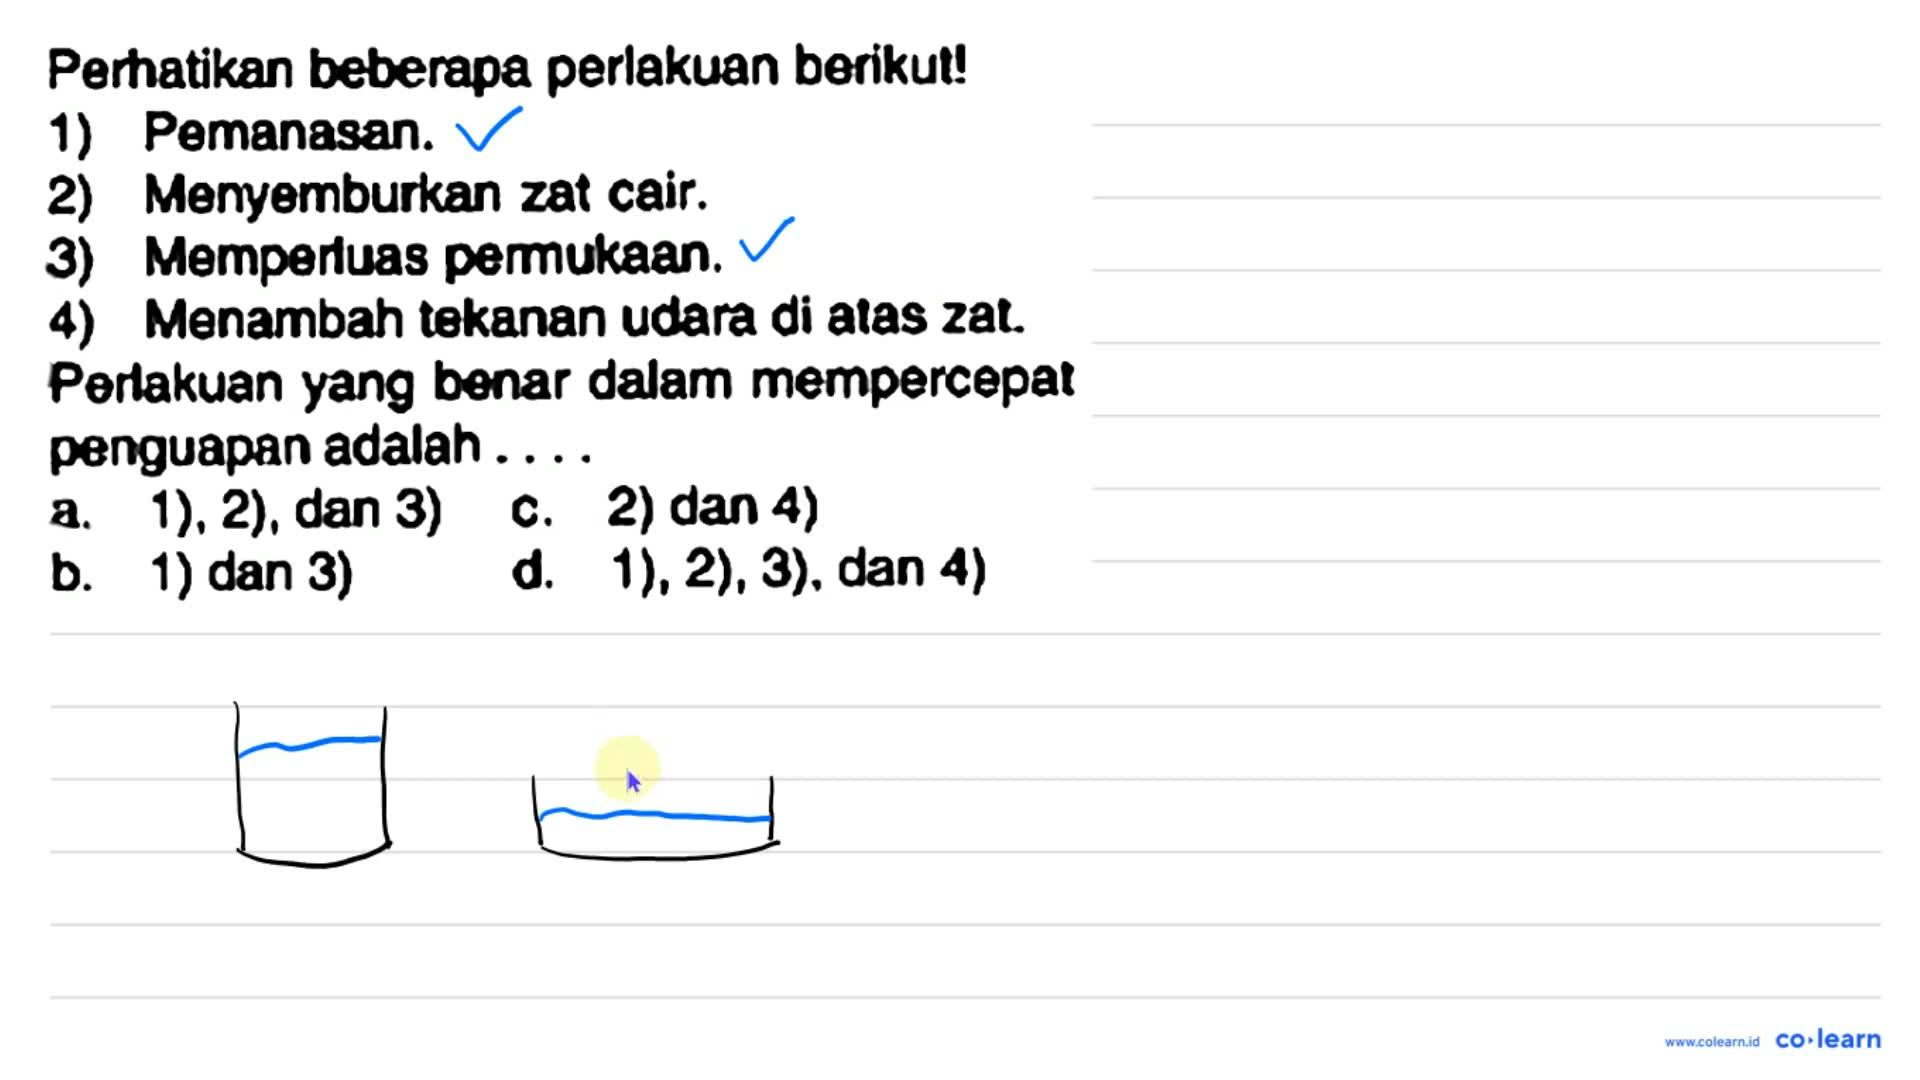 Perhatikan beberapa perlakuan berikut!
1) Pemanasan.
2) Menyemburkan zat cair.
3) Memperluas permukaan.
4) Menambah tekanan udara di atas zat.
Perlakuan yang benar dalam mempercepat
penguapan adalah . . . .
a. 1), 2), dan 3) c. 2) dan 4)
b. 1) dan 3) d. 1), 2), 3), dan 4)
www.colearn.id co·learn